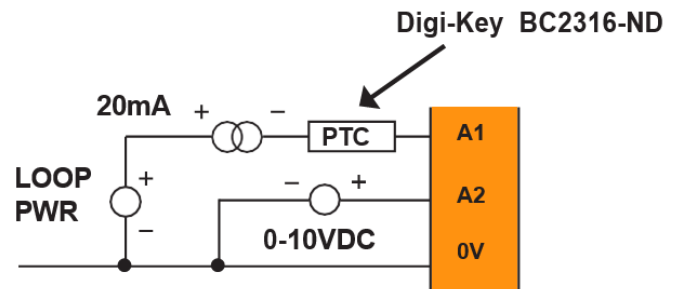 Digi-Key BC2316-ND
20mA + −
PTC
A1
LOOP
PWR
+
−
− +
A2
0-10VDC
0V